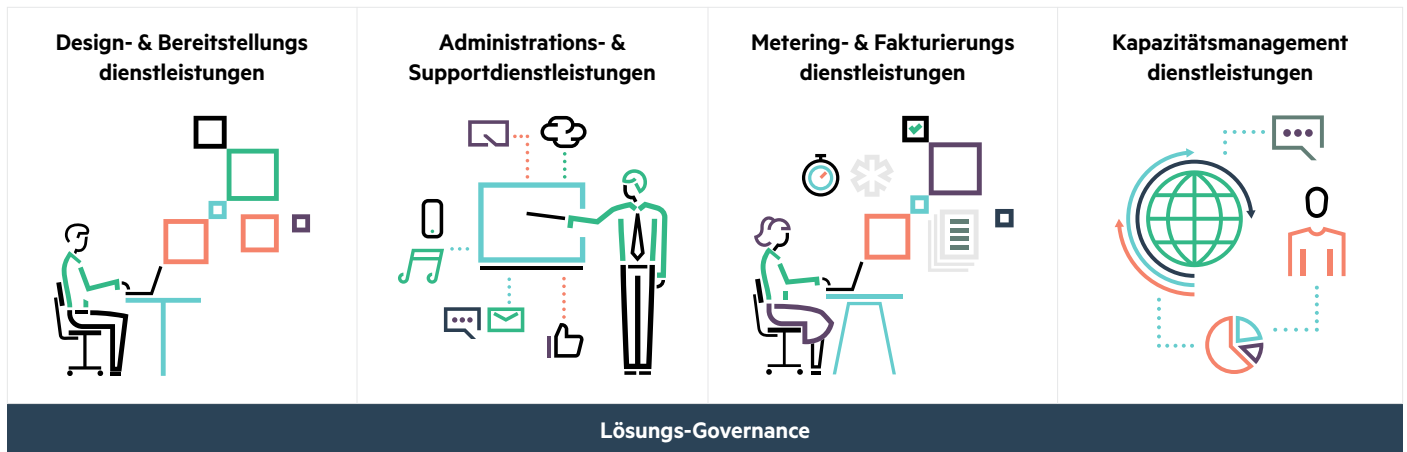 Design- & Bereitstellungs
dienstleistungen
Administrations- &
Supportdienstleistungen
Metering- & Fakturierungs
dienstleistungen
Kapazitätsmanagement
dienstleistungen
Lösungs-Governance